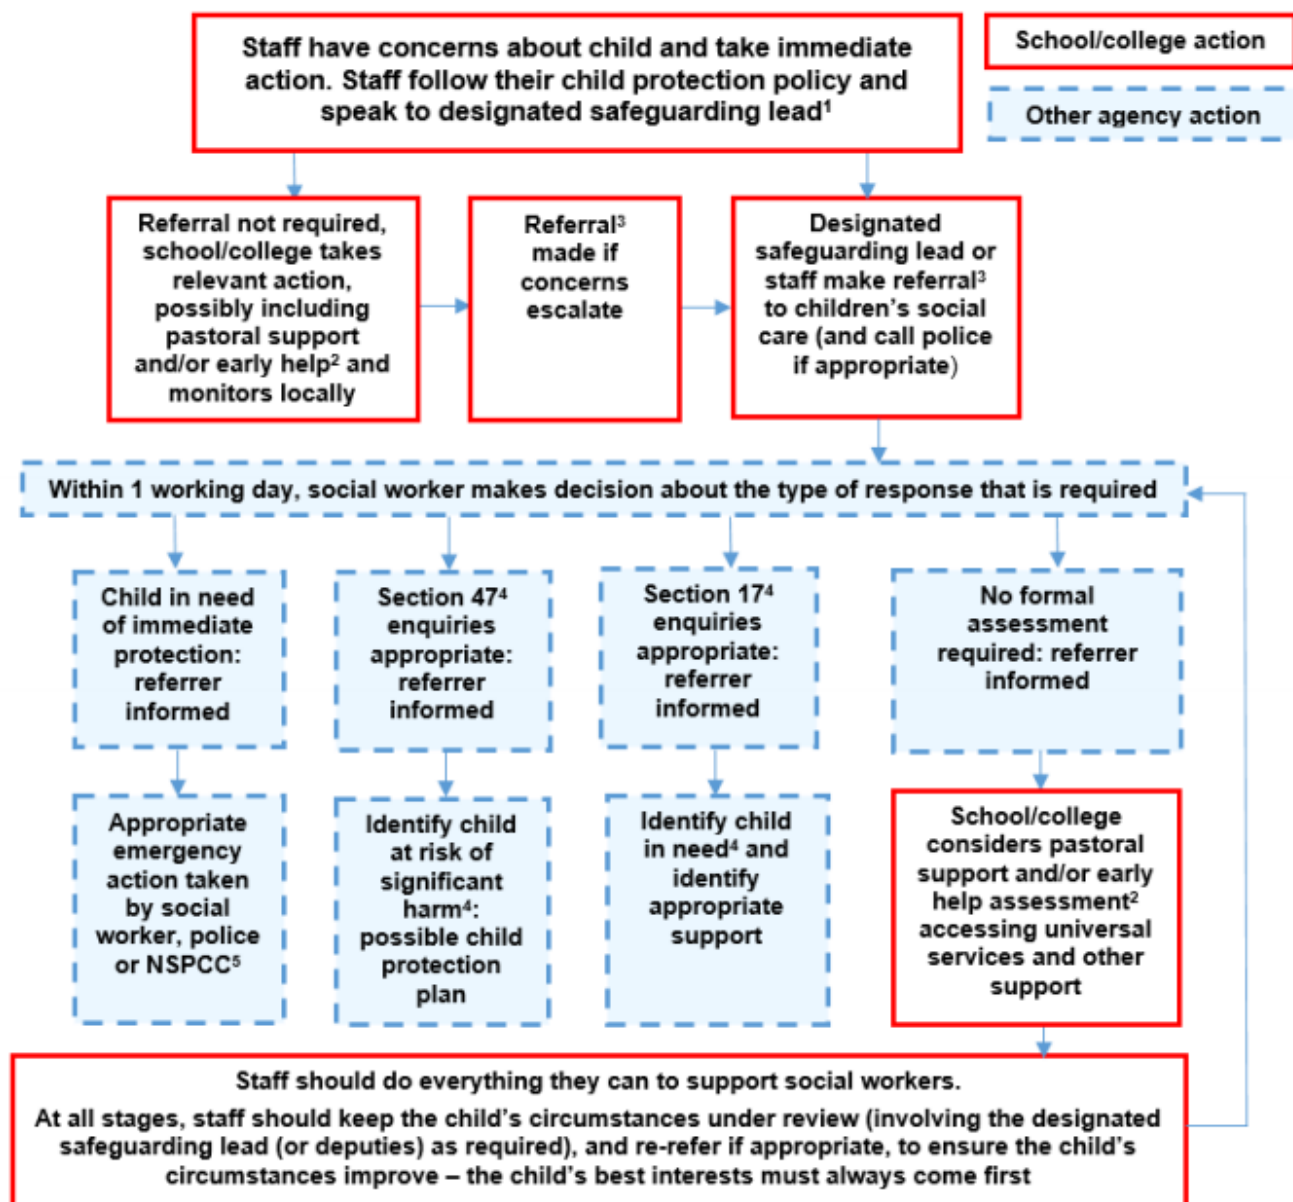 Staff have concerns about child and take immediate
action. Staff follow their child protection policy and
speak to designated safeguarding lead¹
School/college action
Other agency action
Referral not required,
school/college takes
relevant action,
possibly including
pastoral support
and/or early help² and
monitors locally
Referral³
made if
concerns
escalate
Designated
safeguarding lead or
staff make referral³
to children's social
care (and call police
if appropriate)
Within 1 working day, social worker makes decision about the type of response that is required
Child in need
of immediate
protection:
referrer
informed
Section 47⁴
enquiries
appropriate:
referrer
informed
Section 17⁴
enquiries
appropriate:
referrer
informed
No formal
assessment
required: referrer
informed
Appropriate
emergency
action taken
by social
worker, police
or NSPCC⁵
Identify child
at risk of
significant
harm⁴:
possible child
protection
plan
Identify child
in need⁴ and
identify
appropriate
support
School/college
considers pastoral
support and/or early
help assessment²
accessing universal
services and other
support
Staff should do everything they can to support social workers.
At all stages, staff should keep the child's circumstances under review (involving the designated
safeguarding lead (or deputies) as required), and re-refer if appropriate, to ensure the child's
circumstances improve – the child's best interests must always come first